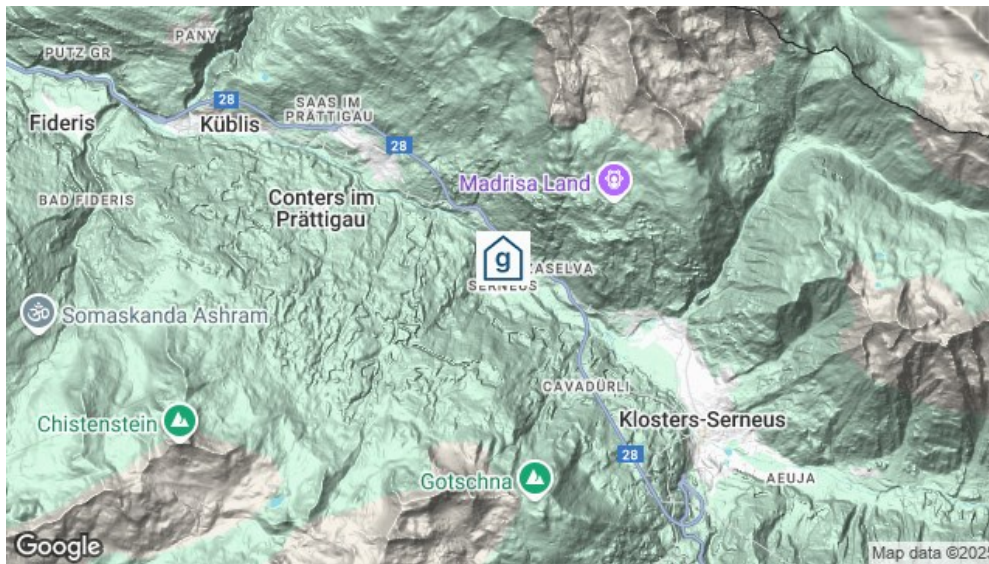 PANY
PUTZ GR
28
SAAS IM
PRÄTTIGAU
Fideris
Küblis
28
Madrisa Land
BAD FIDERIS
Conters im
Prättigau
g
SERNEUS
Somaskanda Ashram
CAVADÜRLI
Chistenstein
Klosters-Serneus
28
Gotschna
AEUJA
Google
Map data ©2025